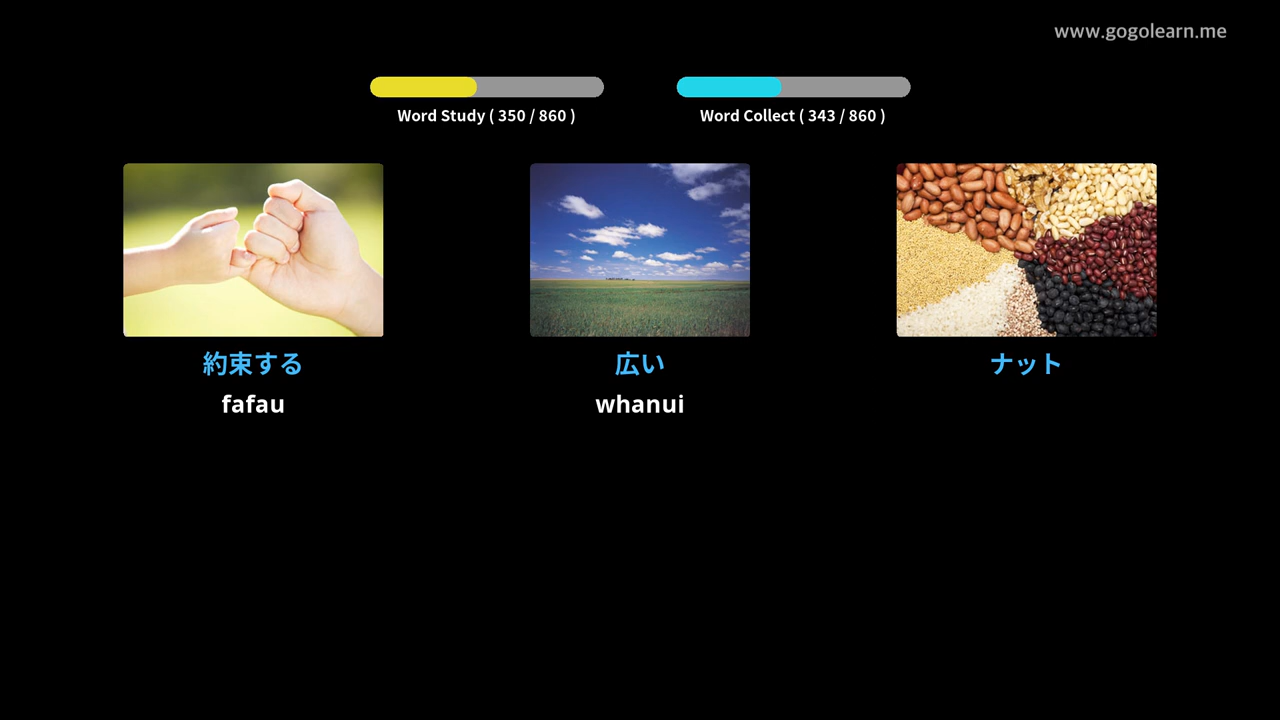 www.gogolearn.me
Word Study ( 350 / 860 )
Word Collect ( 343 / 860 )
約束する
広い
ナット
fafau
whanui